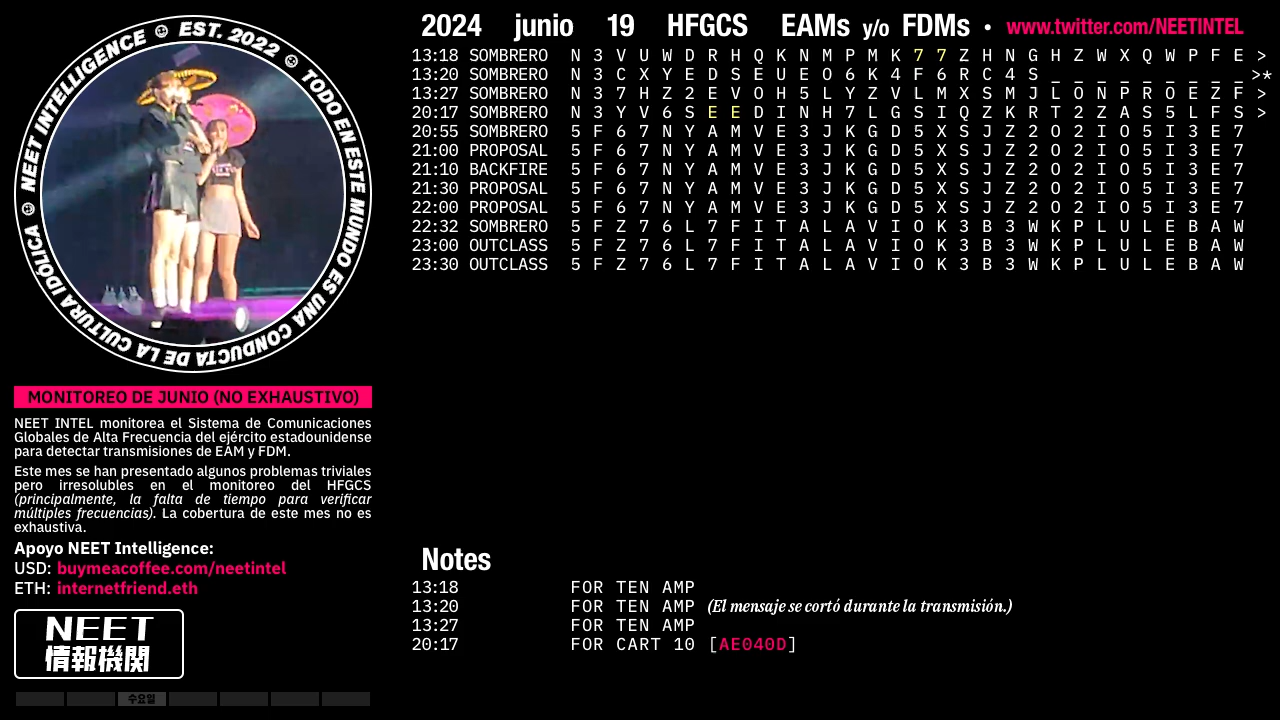 NEET INTELLIGENCE ☺ EST. 2022 ☺ TODO EN ESTE MUNDO ES UNA CONDUCTA DE LA CULTURA IDÓLICA ☺
MONITOREO DE JUNIO (NO EXHAUSTIVO)
NEET INTEL monitorea el Sistema de Comunicaciones
Globales de Alta Frecuencia del ejército estadounidense
para detectar transmisiones de EAM y FDM.
Este mes se han presentado algunos problemas triviales
pero irresolubles en el monitoreo del HFGCS
(principalmente, la falta de tiempo para verificar
múltiples frecuencias). La cobertura de este mes no es
exhaustiva.
Apoyo NEET Intelligence:
USD: buymeacoffee.com/neetintel
ETH: internetfriend.eth
NEET
情報機関
수요일
2024 junio 19 HFGCS EAMs y/o FDMs • www.twitter.com/NEETINTEL
13:18 SOMBRERO N 3 V U W D R H Q K N M P M K 7 7 Z H N G H Z W X Q W P F E >
13:20 SOMBRERO N 3 C X Y E D S E U E O 6 K 4 F 6 R C 4 S _ _ _ _ _ _ _ _ >*
13:27 SOMBRERO N 3 7 H Z 2 E V O H 5 L Y Z V L M X S M J L O N P R O E Z F >
20:17 SOMBRERO N 3 Y V 6 S E E D I N H 7 L G S I Q Z K R T 2 Z A S 5 L F S >
20:55 SOMBRERO 5 F 6 7 N Y A M V E 3 J K G D 5 X S J Z 2 O 2 I O 5 I 3 E 7
21:00 PROPOSAL 5 F 6 7 N Y A M V E 3 J K G D 5 X S J Z 2 O 2 I O 5 I 3 E 7
21:10 BACKFIRE 5 F 6 7 N Y A M V E 3 J K G D 5 X S J Z 2 O 2 I O 5 I 3 E 7
21:30 PROPOSAL 5 F 6 7 N Y A M V E 3 J K G D 5 X S J Z 2 O 2 I O 5 I 3 E 7
22:00 PROPOSAL 5 F 6 7 N Y A M V E 3 J K G D 5 X S J Z 2 O 2 I O 5 I 3 E 7
22:32 SOMBRERO 5 F Z 7 6 L 7 F I T A L A V I O K 3 B 3 W K P L U L E B A W
23:00 OUTCLASS 5 F Z 7 6 L 7 F I T A L A V I O K 3 B 3 W K P L U L E B A W
23:30 OUTCLASS 5 F Z 7 6 L 7 F I T A L A V I O K 3 B 3 W K P L U L E B A W
Notes
13:18 FOR TEN AMP
13:20 FOR TEN AMP (El mensaje se cortó durante la transmisión.)
13:27 FOR TEN AMP
20:17 FOR CART 10 [AE040D]